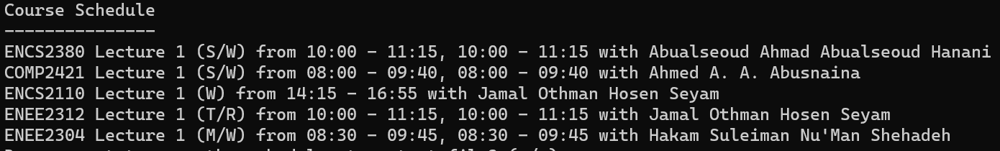 Course Schedule
---------------
ENCS2380 Lecture 1 (S/W) from 10:00 - 11:15, 10:00 - 11:15 with Abualseoud Ahmad Abualseoud Hanani
COMP2421 Lecture 1 (S/W) from 08:00 - 09:40, 08:00 - 09:40 with Ahmed A. A. Abusnaina
ENCS2110 Lecture 1 (W) from 14:15 - 16:55 with Jamal Othman Hosen Seyam
ENEE2312 Lecture 1 (T/R) from 10:00 - 11:15, 10:00 - 11:15 with Jamal Othman Hosen Seyam
ENEE2304 Lecture 1 (M/W) from 08:30 - 09:45, 08:30 - 09:45 with Hakam Suleiman Nu'Man Shehadeh